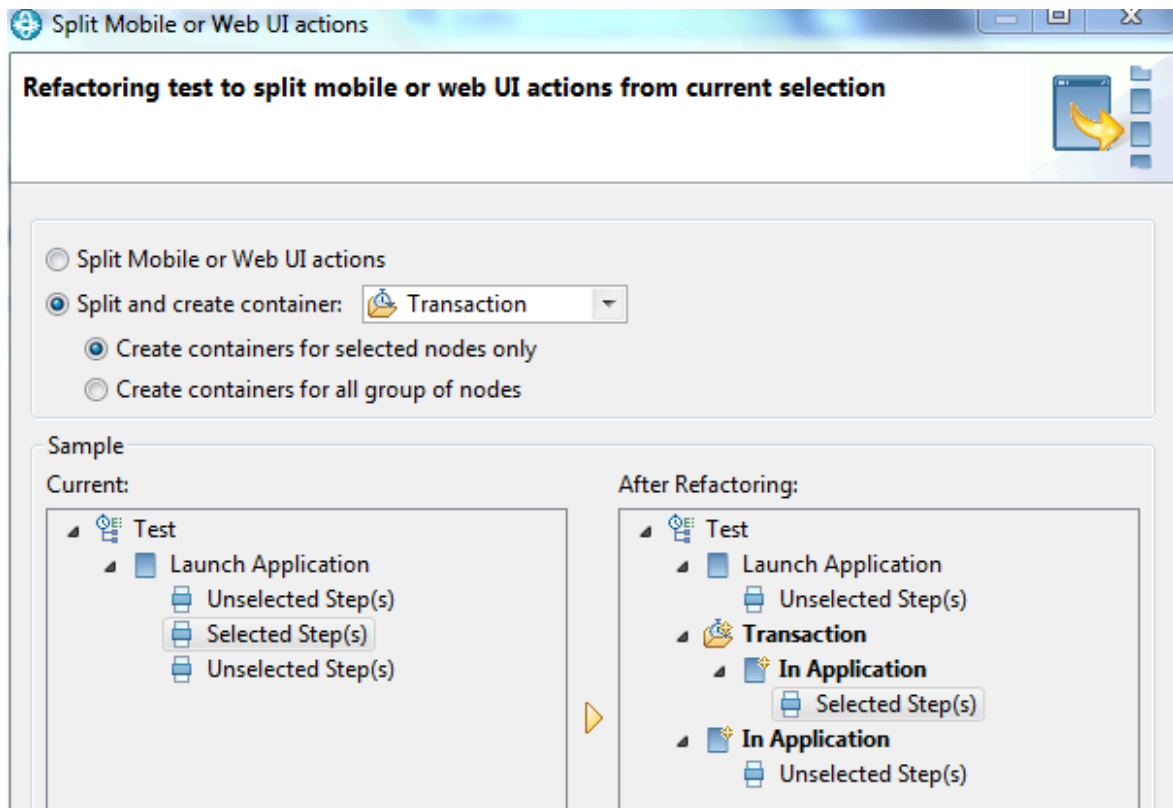 Split Mobile or Web UI actions
Refactoring test to split mobile or web UI actions from current selection
Split Mobile or Web UI actions
Split and create container: Transaction
Create containers for selected nodes only
Create containers for all group of nodes
Sample
Current:
Test
Launch Application
Unselected Step(s)
Selected Step(s)
Unselected Step(s)
After Refactoring:
Test
Launch Application
Unselected Step(s)
Transaction
In Application
Selected Step(s)
In Application
Unselected Step(s)